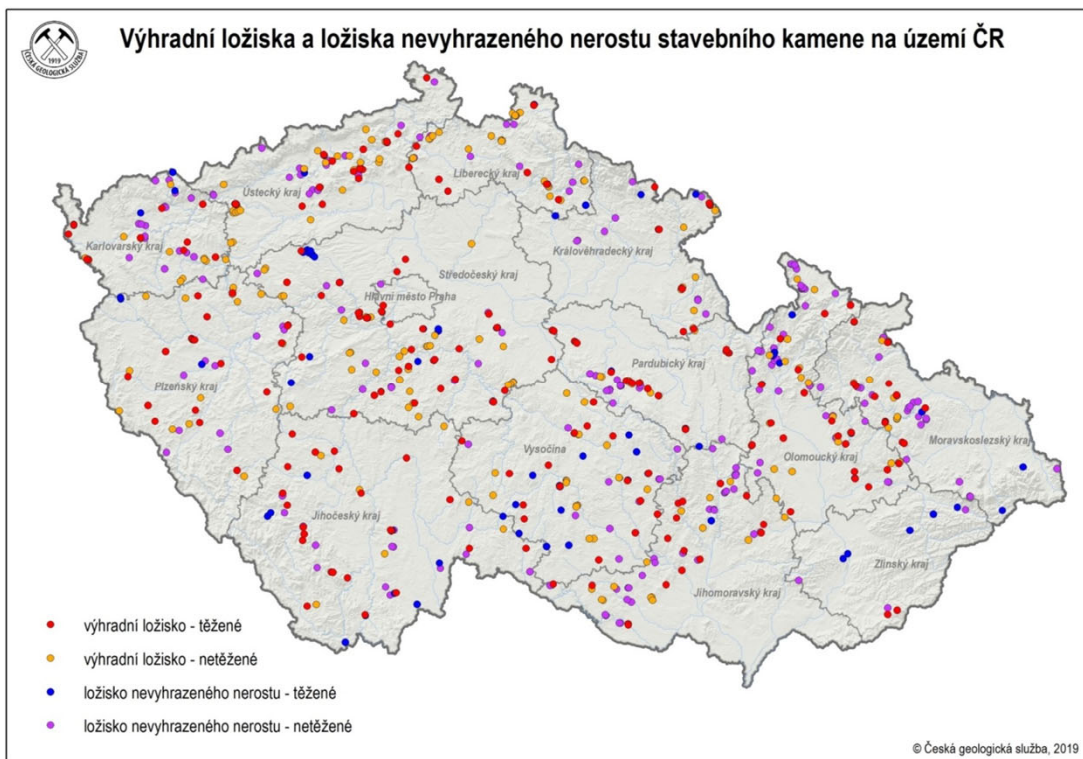 Výhradní ložiska a ložiska nevyhrazeného nerostu stavebního kamene na území ČR
ČESKÁ GEOLOGICKÁ SLUŽBA
1919
Ústecký kraj
Liberecký kraj
Karlovarský kraj
Královéhradecký kraj
Středočeský kraj
Hlavní město Praha
Plzeňský kraj
Pardubický kraj
Moravskoslezský kraj
Vysočina
Olomoucký kraj
Jihočeský kraj
Zlínský kraj
Jihomoravský kraj
výhradní ložisko - těžené
výhradní ložisko - netěžené
ložisko nevyhrazeného nerostu - těžené
ložisko nevyhrazeného nerostu - netěžené
© Česká geologická služba, 2019